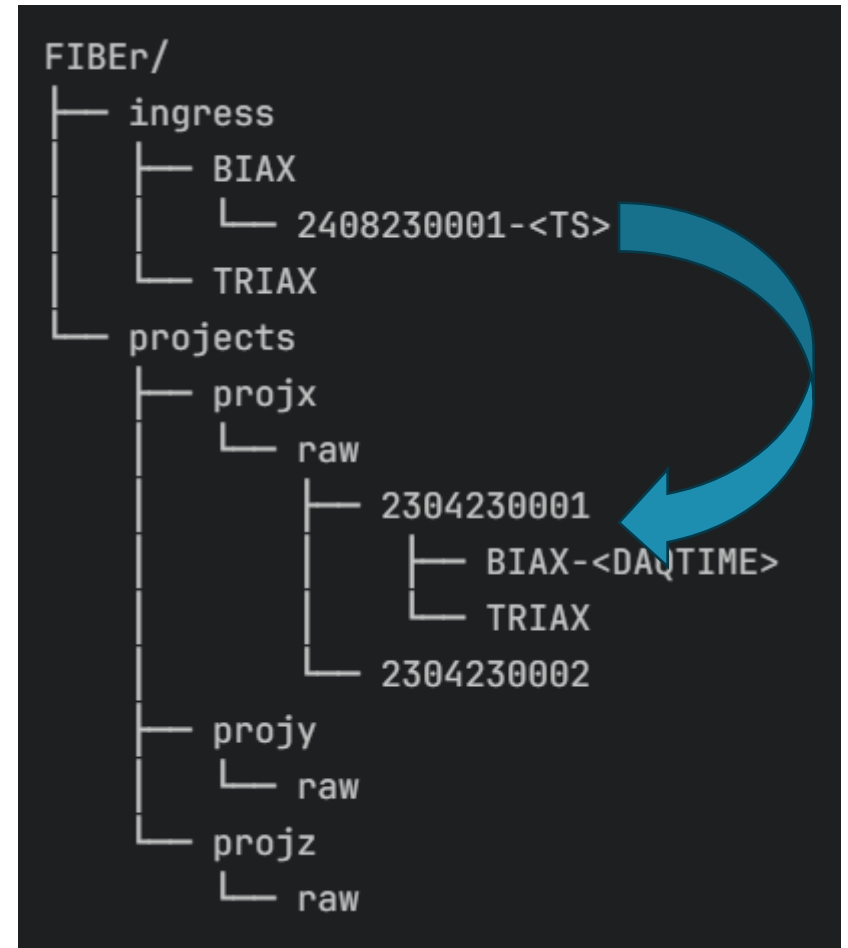 FIBEr/
├── ingress
│   ├── BIAX
│   │   └── 2408230001-<TS>
│   └── TRIAX
└── projects
    ├── projx
    │   └── raw
    │       ├── 2304230001
    │       │   ├── BIAX-<DAQTIME>
    │       │   └── TRIAX
    │       └── 2304230002
    ├── projy
    │   └── raw
    └── projz
        └── raw